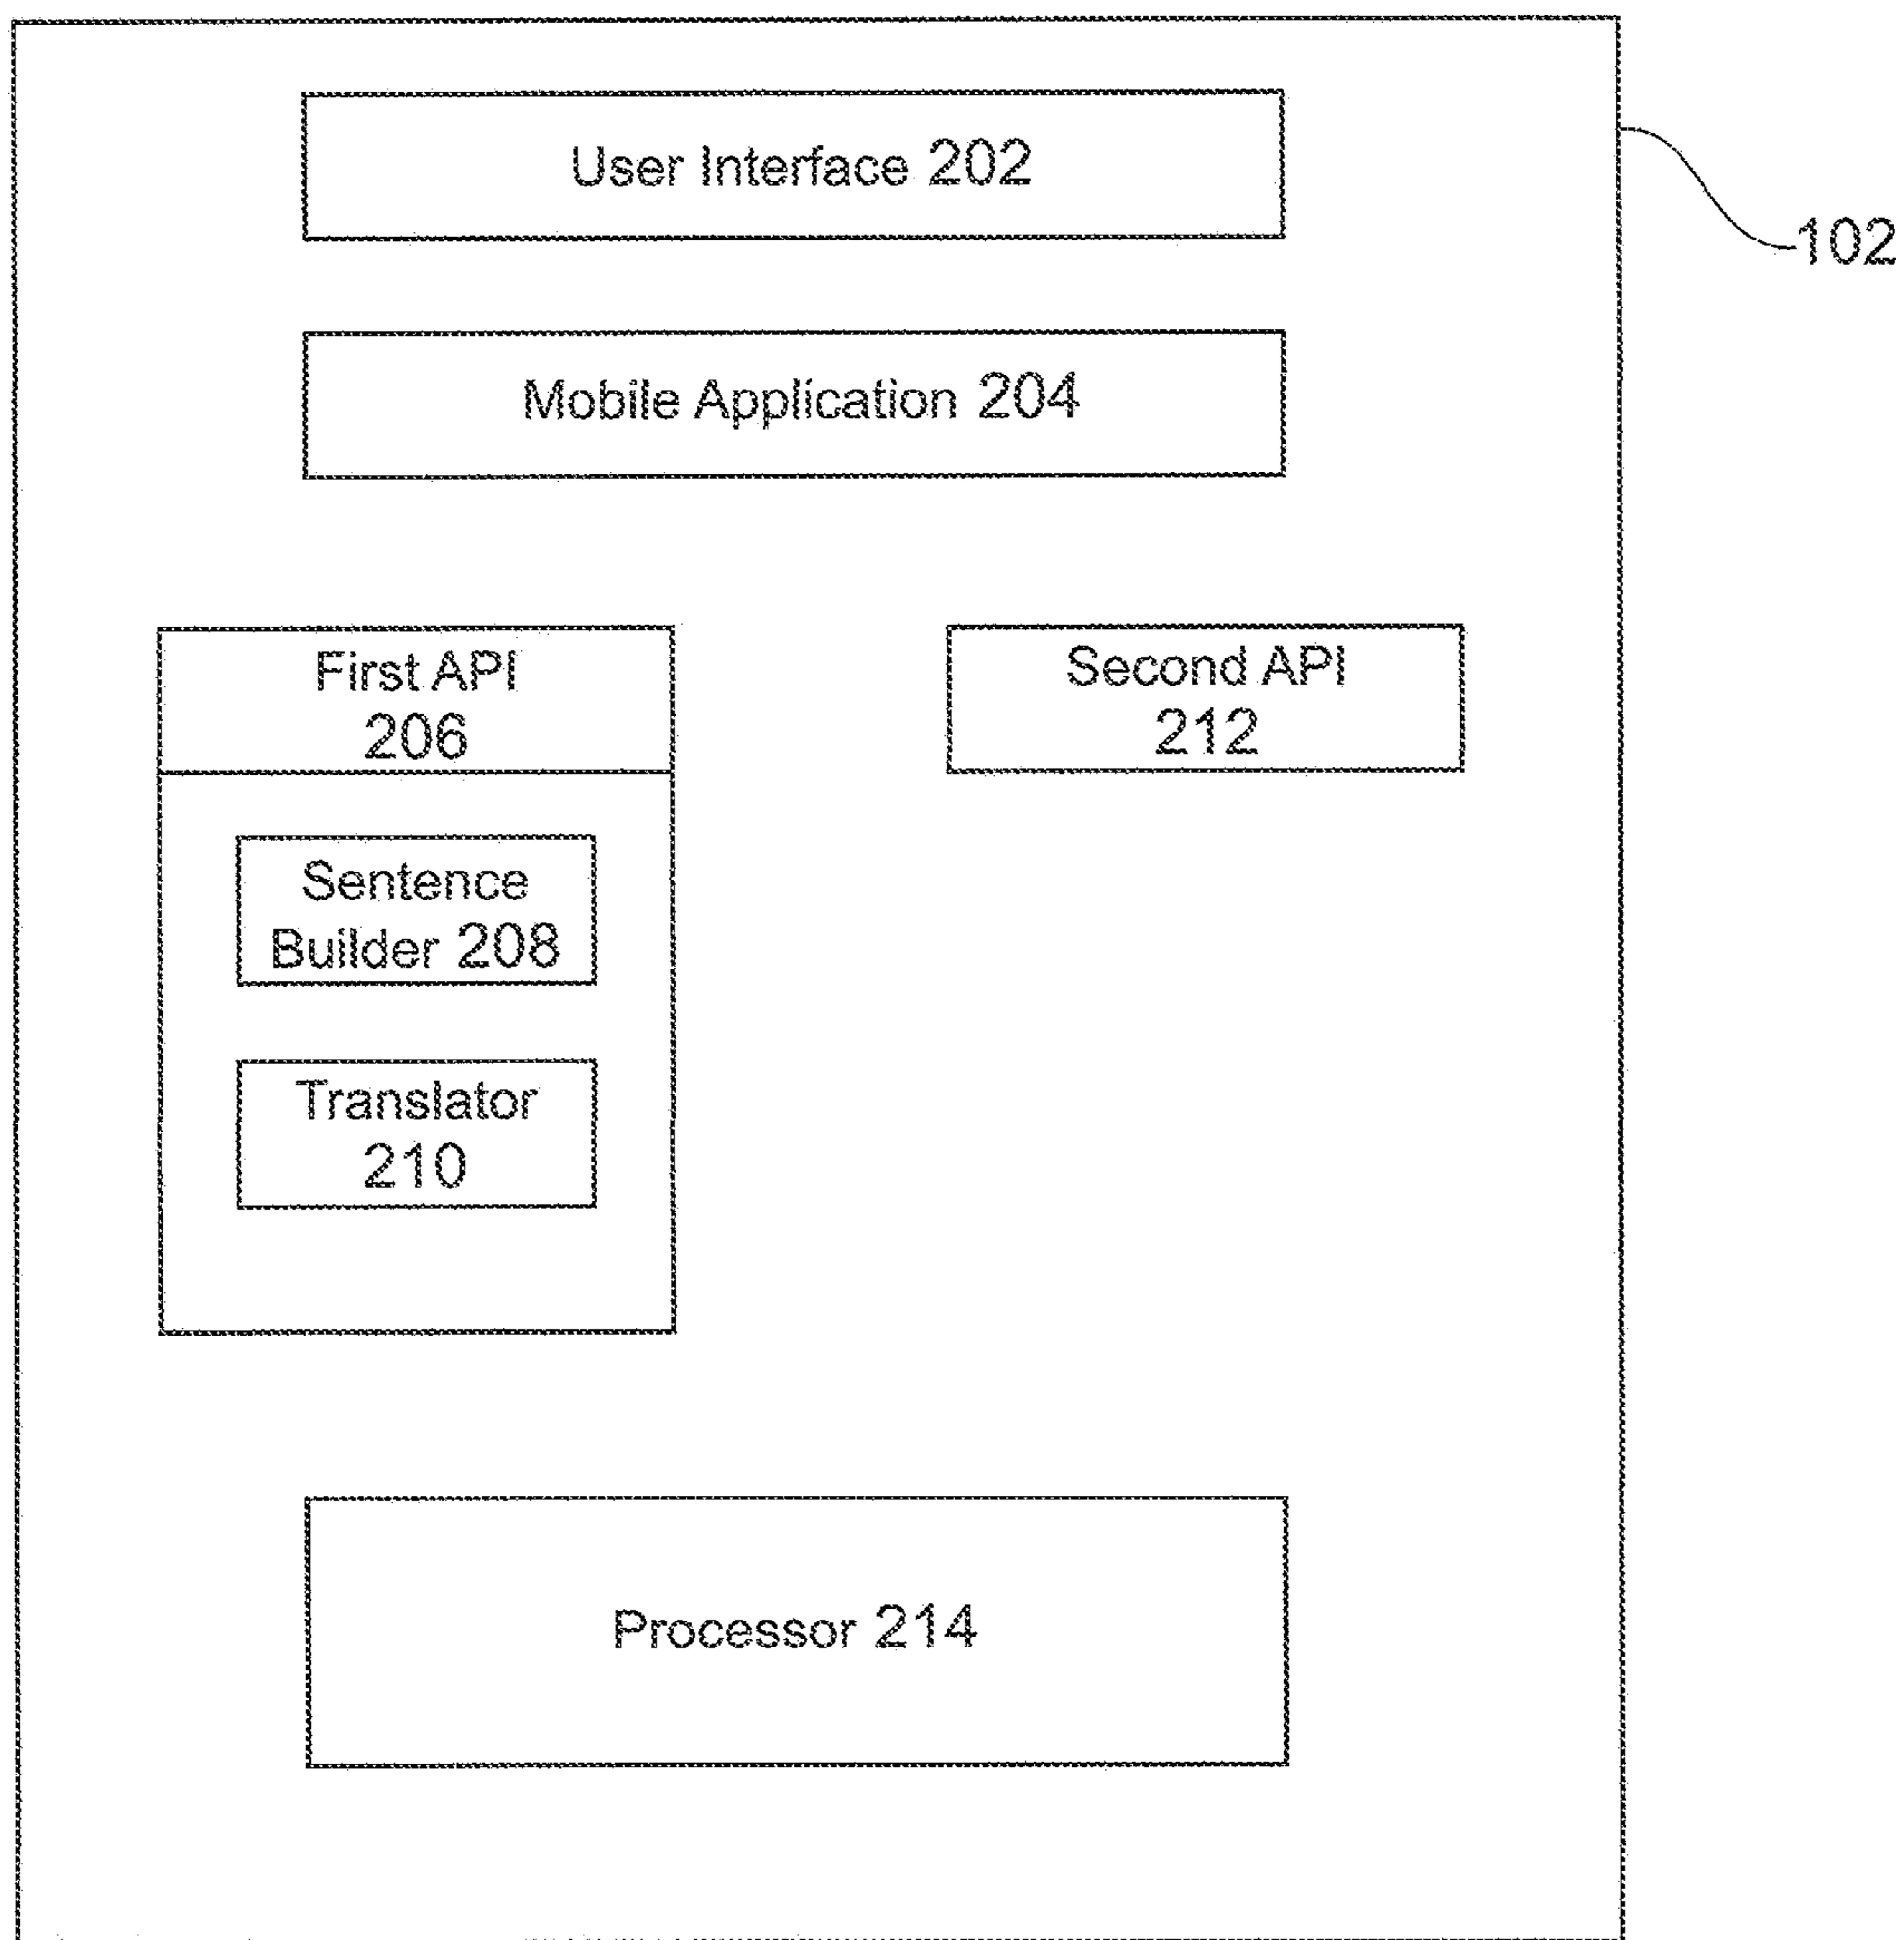 User Interface 202
102
Mobile Application 204
First API
206
Second API
212
Sentence
Builder 208
Translator
210
Processor 214